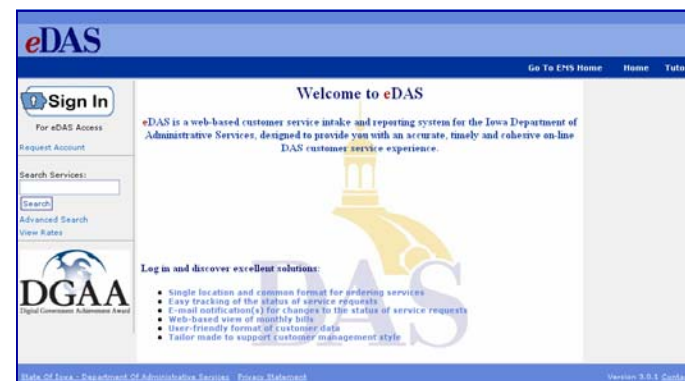 eDAS
Go To EMS Home Home Tuto
Sign In
For eDAS Access
Request Account
Search Services:
Search
Advanced Search
View Rates
DGAA
Digital Government Achievement Award
Welcome to eDAS
eDAS is a web-based customer service intake and reporting system for the Iowa Department of
Administrative Services, designed to provide you with an accurate, timely and cohesive on-line
DAS customer service experience.
DAS
Log in and discover excellent solutions:
Single location and common format for ordering services
Easy tracking of the status of service requests
E-mail notification(s) for changes to the status of service requests
Web-based view of monthly bills
User-friendly format of customer data
Tailor made to support customer management style
State Of Iowa - Department Of Administrative Services Privacy Statement Version 3.0.1 Conta